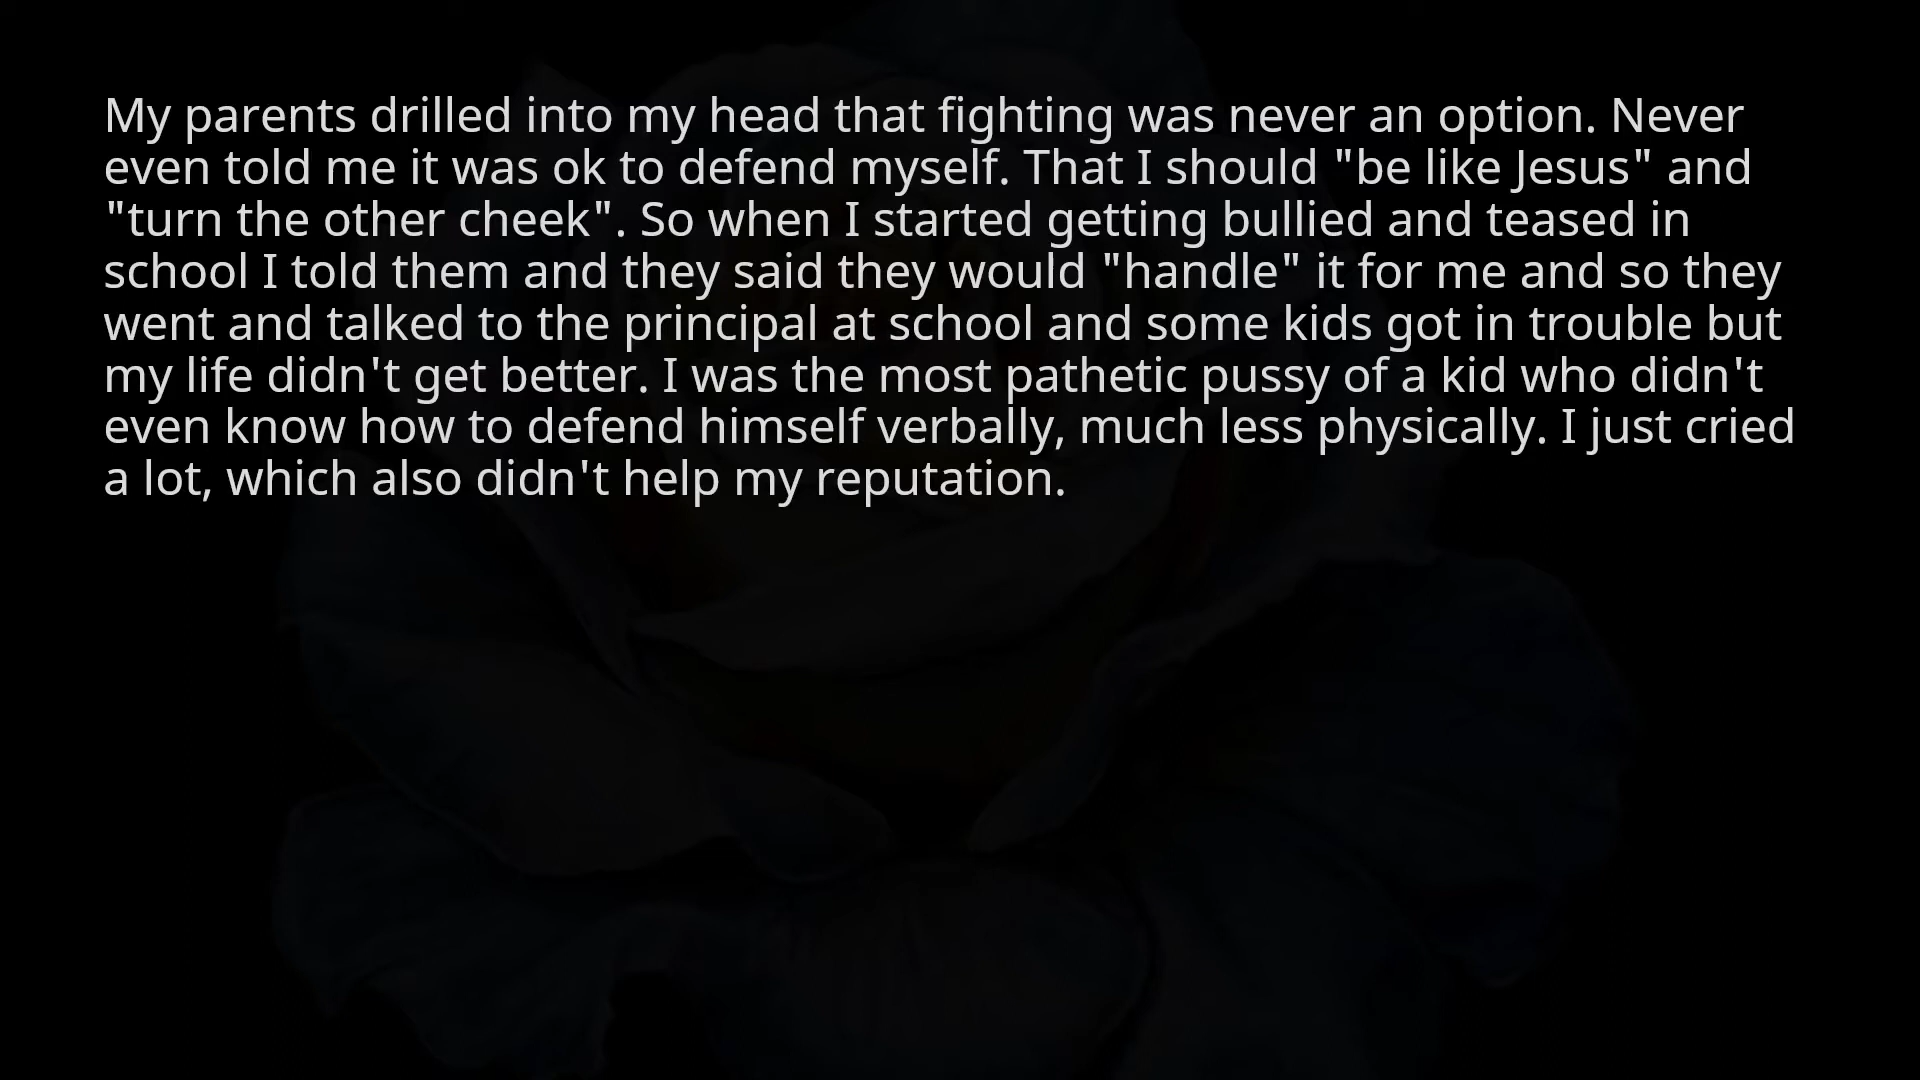 My parents drilled into my head that fighting was never an option. Never
even told me it was ok to defend myself. That I should "be like Jesus" and
"turn the other cheek". So when I started getting bullied and teased in
school I told them and they said they would "handle" it for me and so they
went and talked to the principal at school and some kids got in trouble but
my life didn't get better. I was the most pathetic pussy of a kid who didn't
even know how to defend himself verbally, much less physically. I just cried
a lot, which also didn't help my reputation.